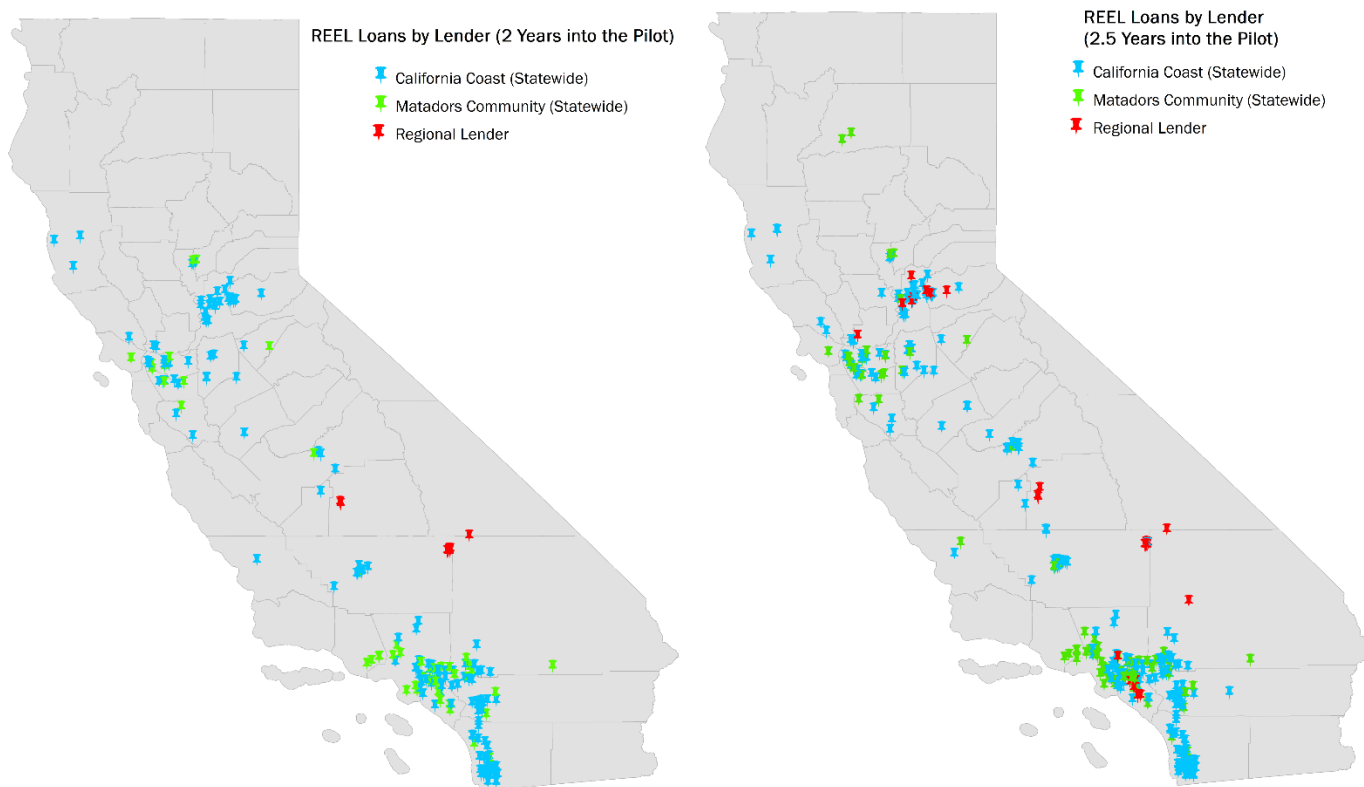 REEL Loans by Lender (2 Years into the Pilot)
California Coast (Statewide)
Matadors Community (Statewide)
Regional Lender
REEL Loans by Lender
(2.5 Years into the Pilot)
California Coast (Statewide)
Matadors Community (Statewide)
Regional Lender